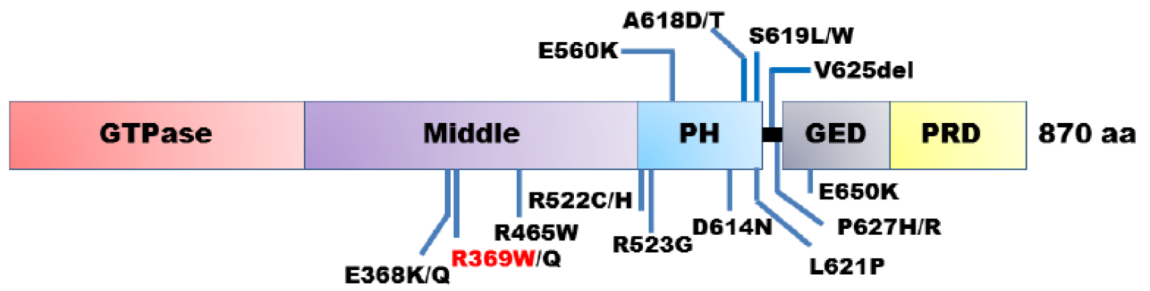 A618D/T
S619L/W
E560K
V625del
GTPase Middle PH GED PRD 870 aa
E650K
R522C/H
D614N P627H/R
R465W
R523G
R369W/Q
L621P
E368K/Q